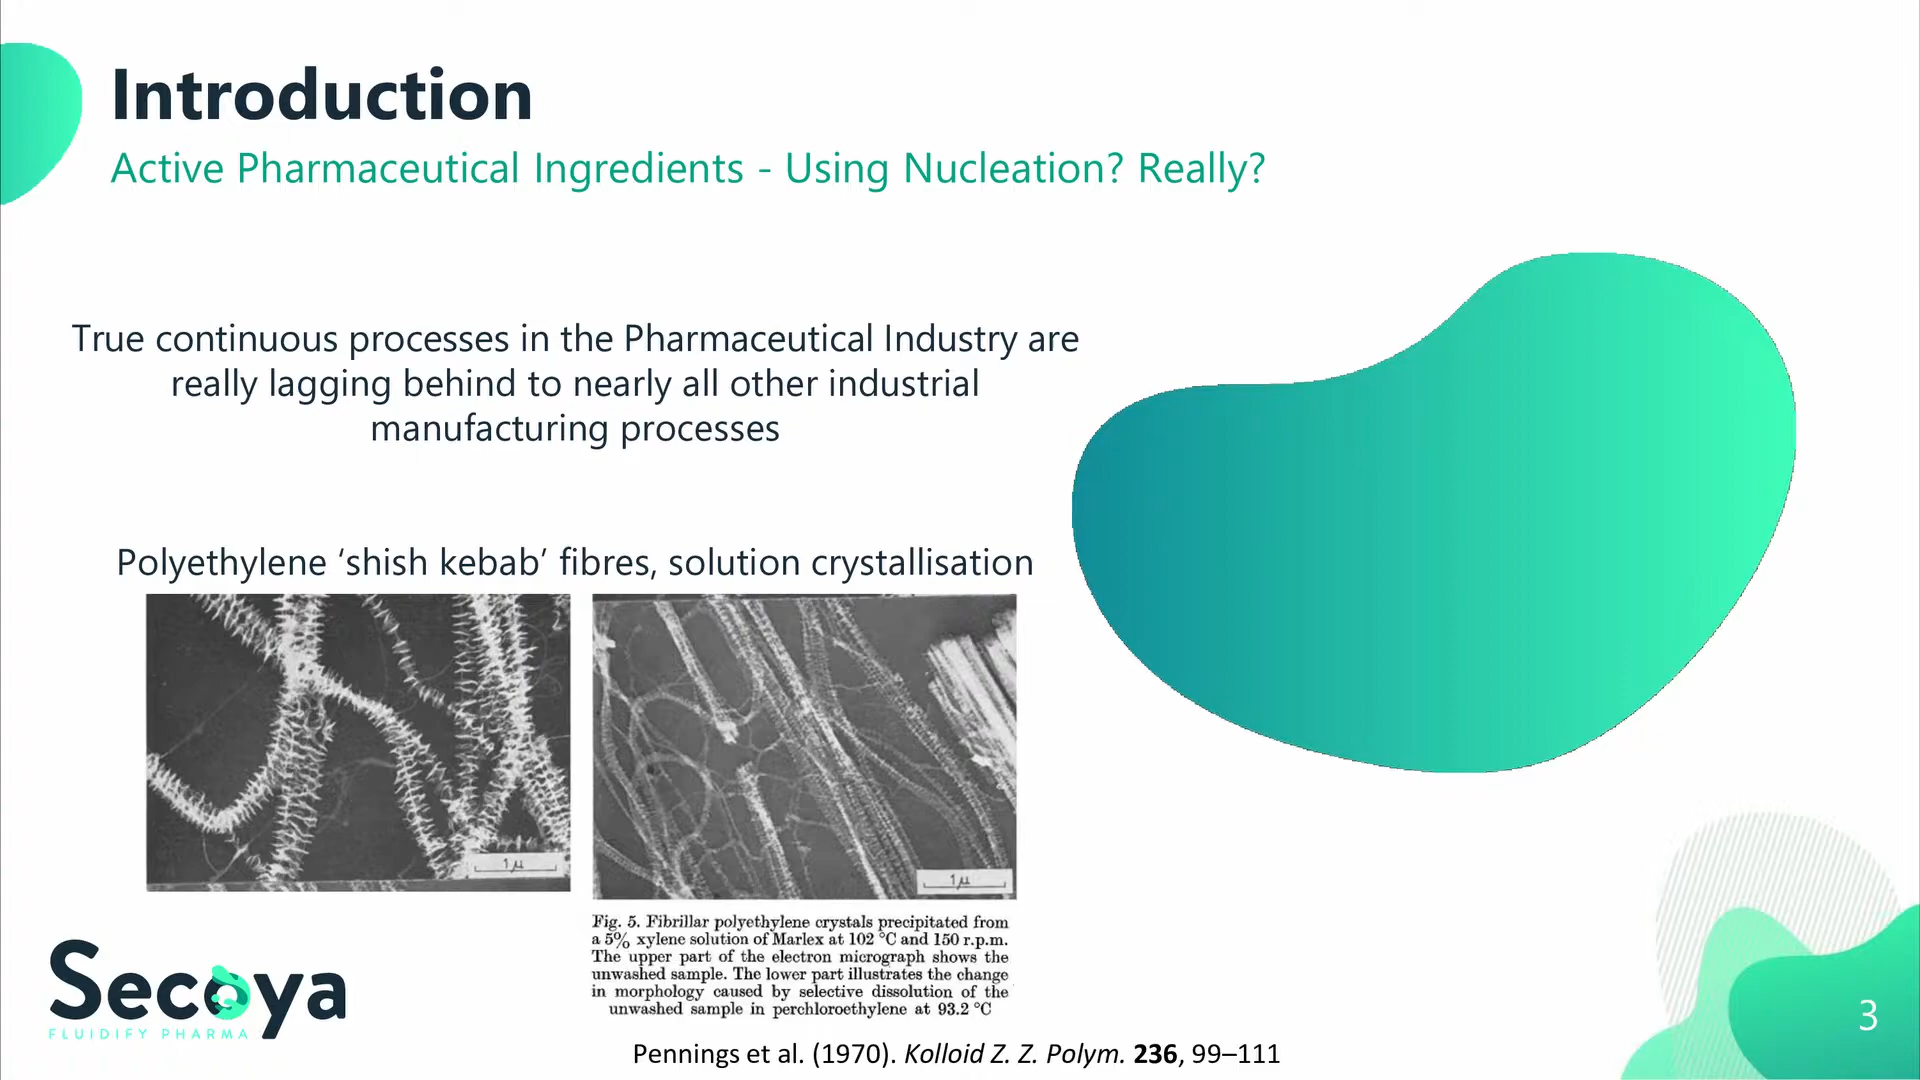 Introduction
Active Pharmaceutical Ingredients - Using Nucleation? Really?
True continuous processes in the Pharmaceutical Industry are
really lagging behind to nearly all other industrial
manufacturing processes
Polyethylene ‘shish kebab’ fibres, solution crystallisation
1μ
1μ
Fig. 5. Fibrillar polyethylene crystals precipitated from
a 5% xylene solution of Marlex at 102 °C and 150 r.p.m.
The upper part of the electron micrograph shows the
unwashed sample. The lower part illustrates the change
in morphology caused by selective dissolution of the
unwashed sample in perchloroethylene at 93.2 °C
Secoya
FLUIDIFY PHARMA
Pennings et al. (1970). Kolloid Z. Z. Polym. 236, 99–111
3